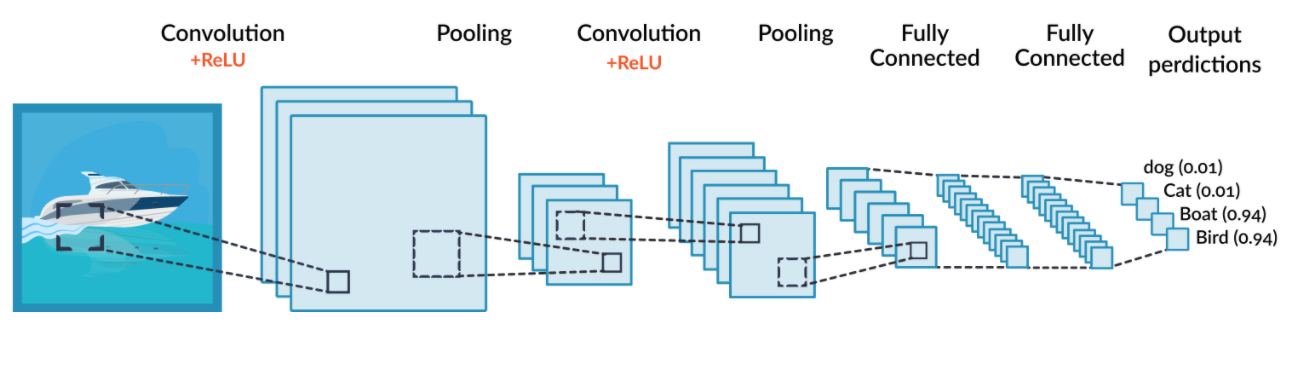 Convolution
+ReLU
Pooling
Convolution
+ReLU
Pooling
Fully
Connected
Fully
Connected
Output
perdictions
dog (0.01)
Cat (0.01)
Boat (0.94)
Bird (0.94)